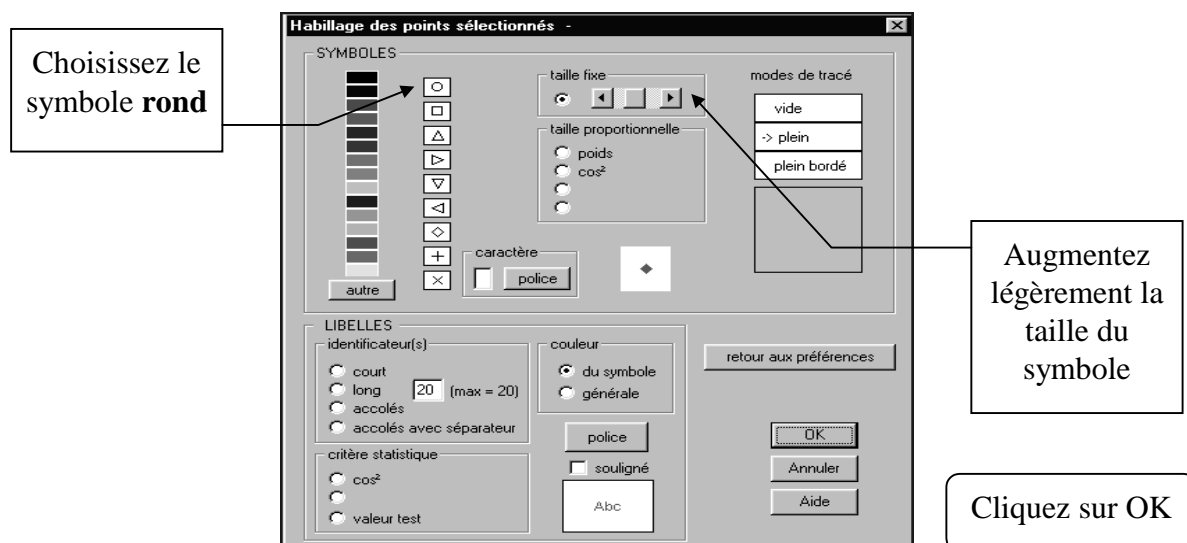 Habillage des points sélectionnés -
Choisissez le
symbole rond
SYMBOLES
autre
caractère
police
taille fixe
taille proportionnelle
poids
cos²
modes de tracé
vide
-> plein
plein bordé
Augmentez
légèrement la
taille du
symbole
LIBELLES
identificateur(s)
court
long 20 (max = 20)
accolés
accolés avec séparateur
critère statistique
cos²
valeur test
couleur
du symbole
générale
police
souligné
Abc
retour aux préférences
OK
Annuler
Aide
Cliquez sur OK